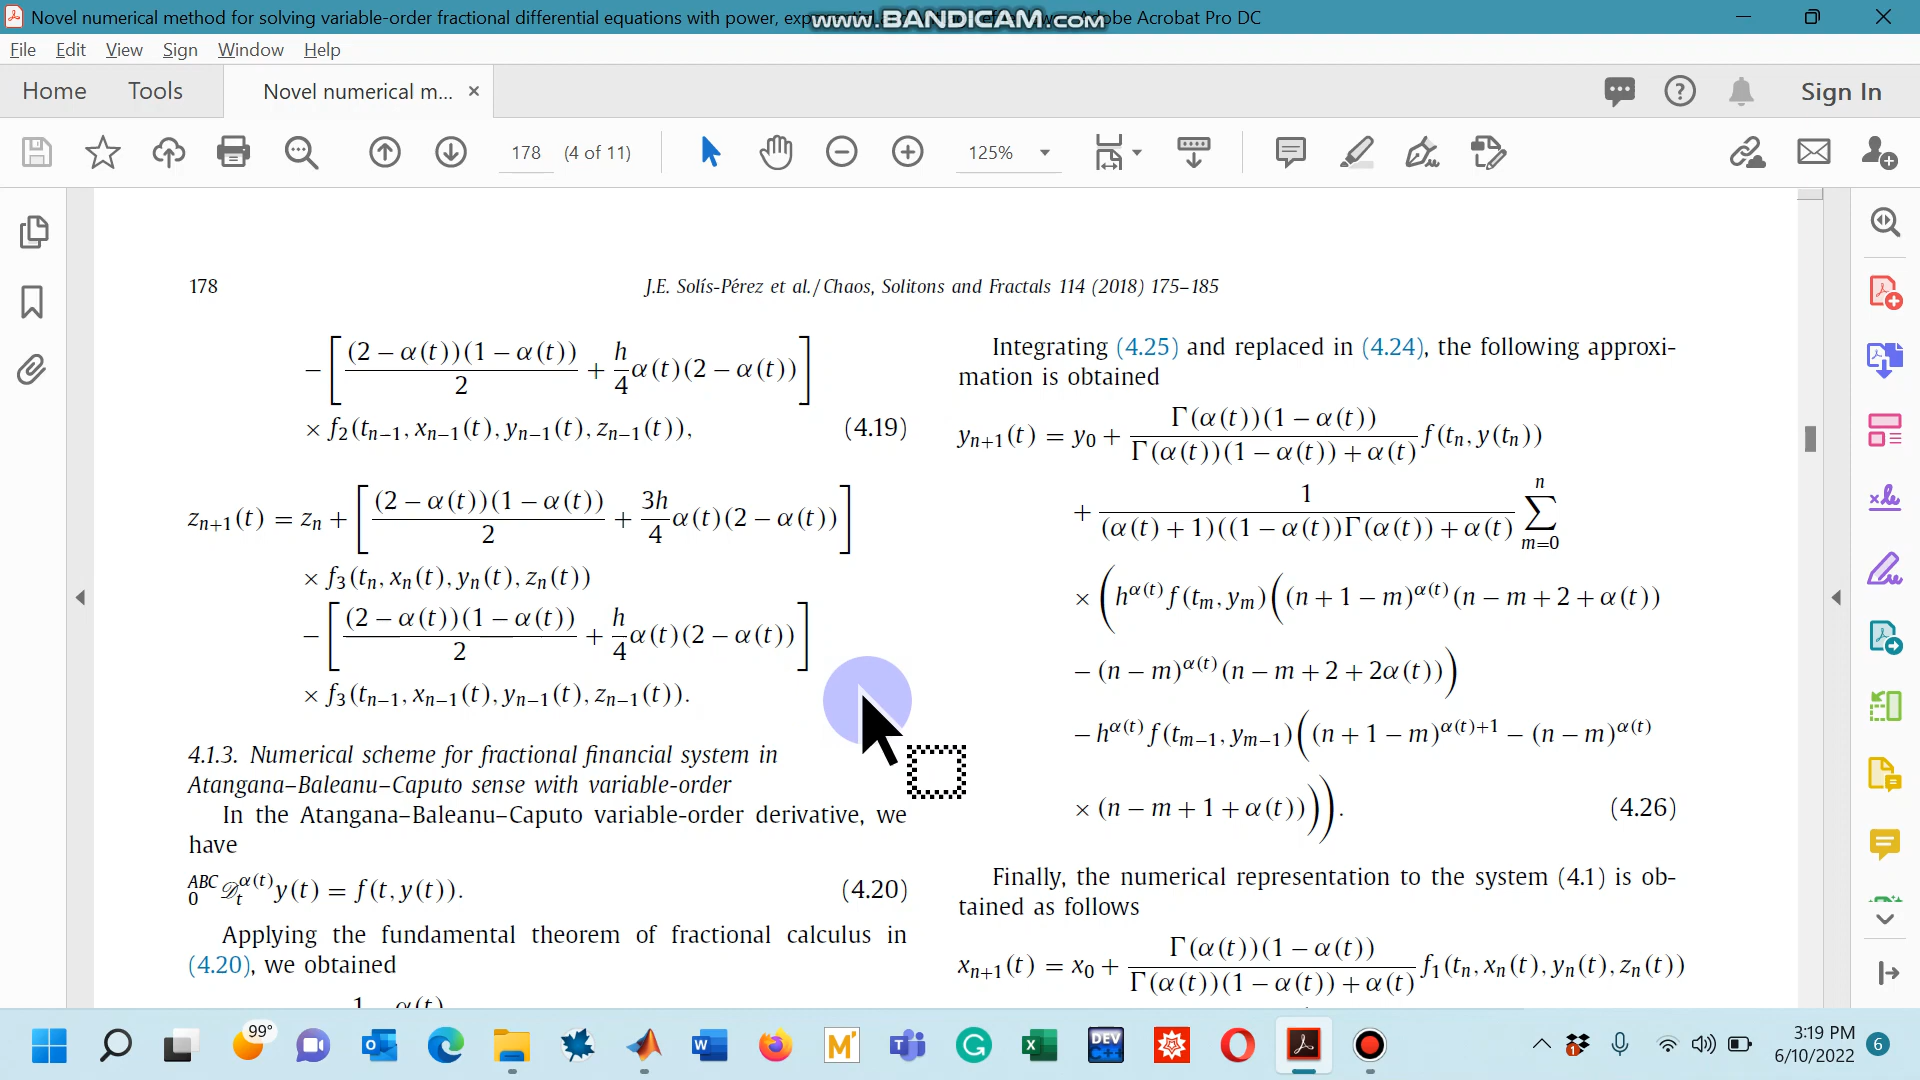 Novel numerical method for solving variable-order fractional differential equations with power, exp
www.BANDICAM.com
be Acrobat Pro DC
File Edit View Sign Window Help
Home Tools Novel numerical m... × Sign In
178 (4 of 11) 125%
178 J.E. Solís-Pérez et al. / Chaos, Solitons and Fractals 114 (2018) 175–185
− [ (2 − α(t))(1 − α(t)) / 2 + h/4 α(t)(2 − α(t)) ]
× f₂(tₙ₋₁, xₙ₋₁(t), yₙ₋₁(t), zₙ₋₁(t)), (4.19)
zₙ₊₁(t) = zₙ + [ (2 − α(t))(1 − α(t)) / 2 + 3h/4 α(t)(2 − α(t)) ]
× f₃(tₙ, xₙ(t), yₙ(t), zₙ(t))
− [ (2 − α(t))(1 − α(t)) / 2 + h/4 α(t)(2 − α(t)) ]
× f₃(tₙ₋₁, xₙ₋₁(t), yₙ₋₁(t), zₙ₋₁(t)).
4.1.3. Numerical scheme for fractional financial system in
Atangana–Baleanu–Caputo sense with variable-order
In the Atangana–Baleanu–Caputo variable-order derivative, we
have
ABC 0 𝒟 t α(t) y(t) = f(t, y(t)). (4.20)
Applying the fundamental theorem of fractional calculus in
(4.20), we obtained
1 α(t)
Integrating (4.25) and replaced in (4.24), the following approxi-
mation is obtained
yₙ₊₁(t) = y₀ + Γ(α(t))(1 − α(t)) / Γ(α(t))(1 − α(t)) + α(t) f(tₙ, y(tₙ))
+ 1 / (α(t) + 1)((1 − α(t))Γ(α(t)) + α(t) n ∑ m=0
× ( h^α(t) f(tₘ, yₘ) ( (n + 1 − m)^α(t) (n − m + 2 + α(t))
− (n − m)^α(t) (n − m + 2 + 2α(t)) )
− h^α(t) f(tₘ₋₁, yₘ₋₁) ( (n + 1 − m)^α(t)+1 − (n − m)^α(t)
× (n − m + 1 + α(t)) ) ). (4.26)
Finally, the numerical representation to the system (4.1) is ob-
tained as follows
xₙ₊₁(t) = x₀ + Γ(α(t))(1 − α(t)) / Γ(α(t))(1 − α(t)) + α(t) f₁(tₙ, xₙ(t), yₙ(t), zₙ(t))
99° DEV C++ 1 3:19 PM
6/10/2022 6